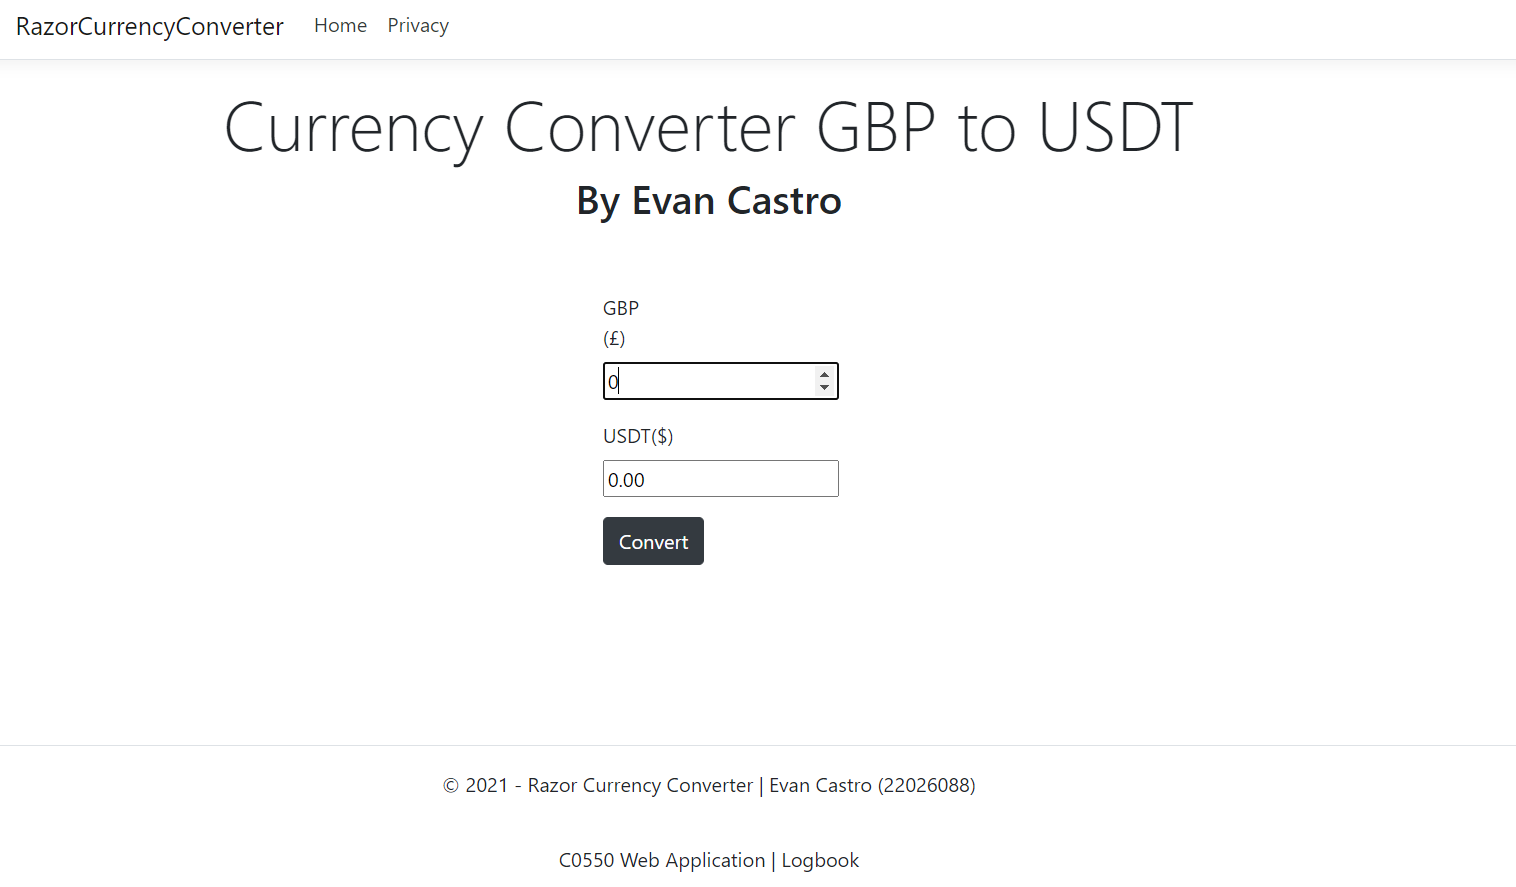 RazorCurrencyConverter Home Privacy
Currency Converter GBP to USDT
By Evan Castro
GBP
(£)
0
USDT($)
0.00
Convert
© 2021 - Razor Currency Converter | Evan Castro (22026088)
C0550 Web Application | Logbook